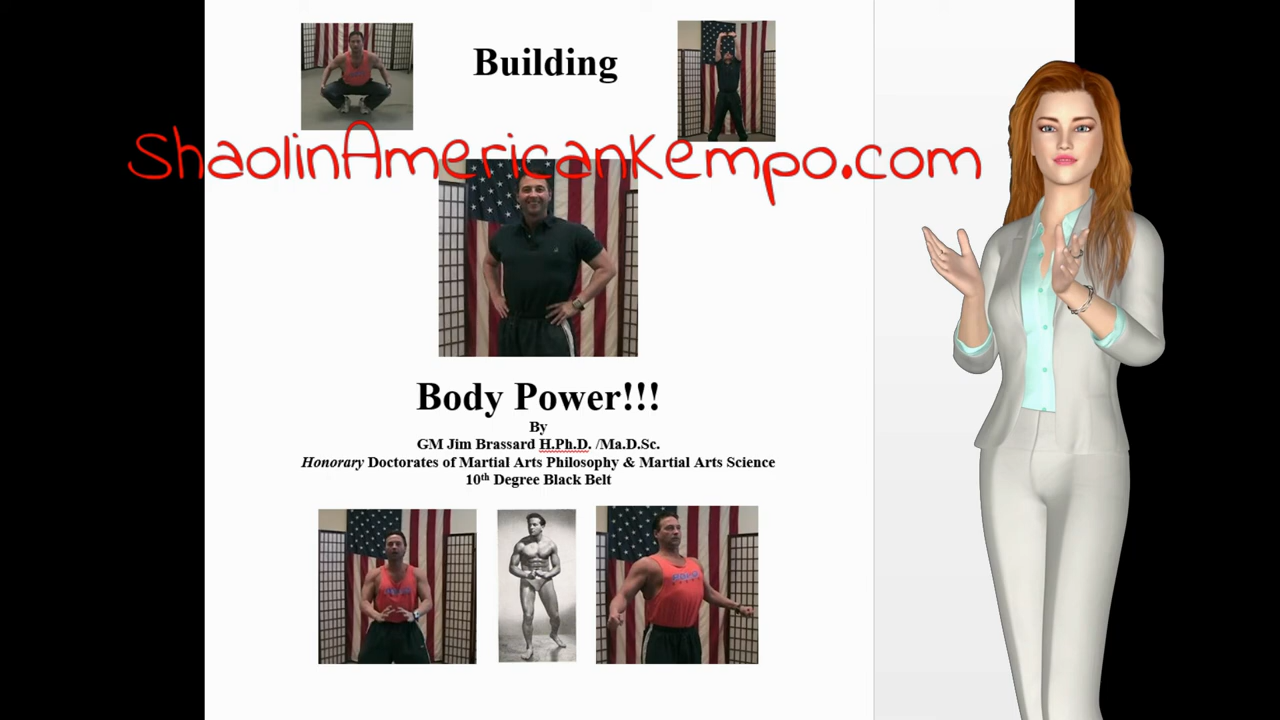 Building
ShaolinAmericanKempo.com
Body Power!!!
By
GM Jim Brassard H.Ph.D. /Ma.D.Sc.
Honorary Doctorates of Martial Arts Philosophy & Martial Arts Science
10th Degree Black Belt